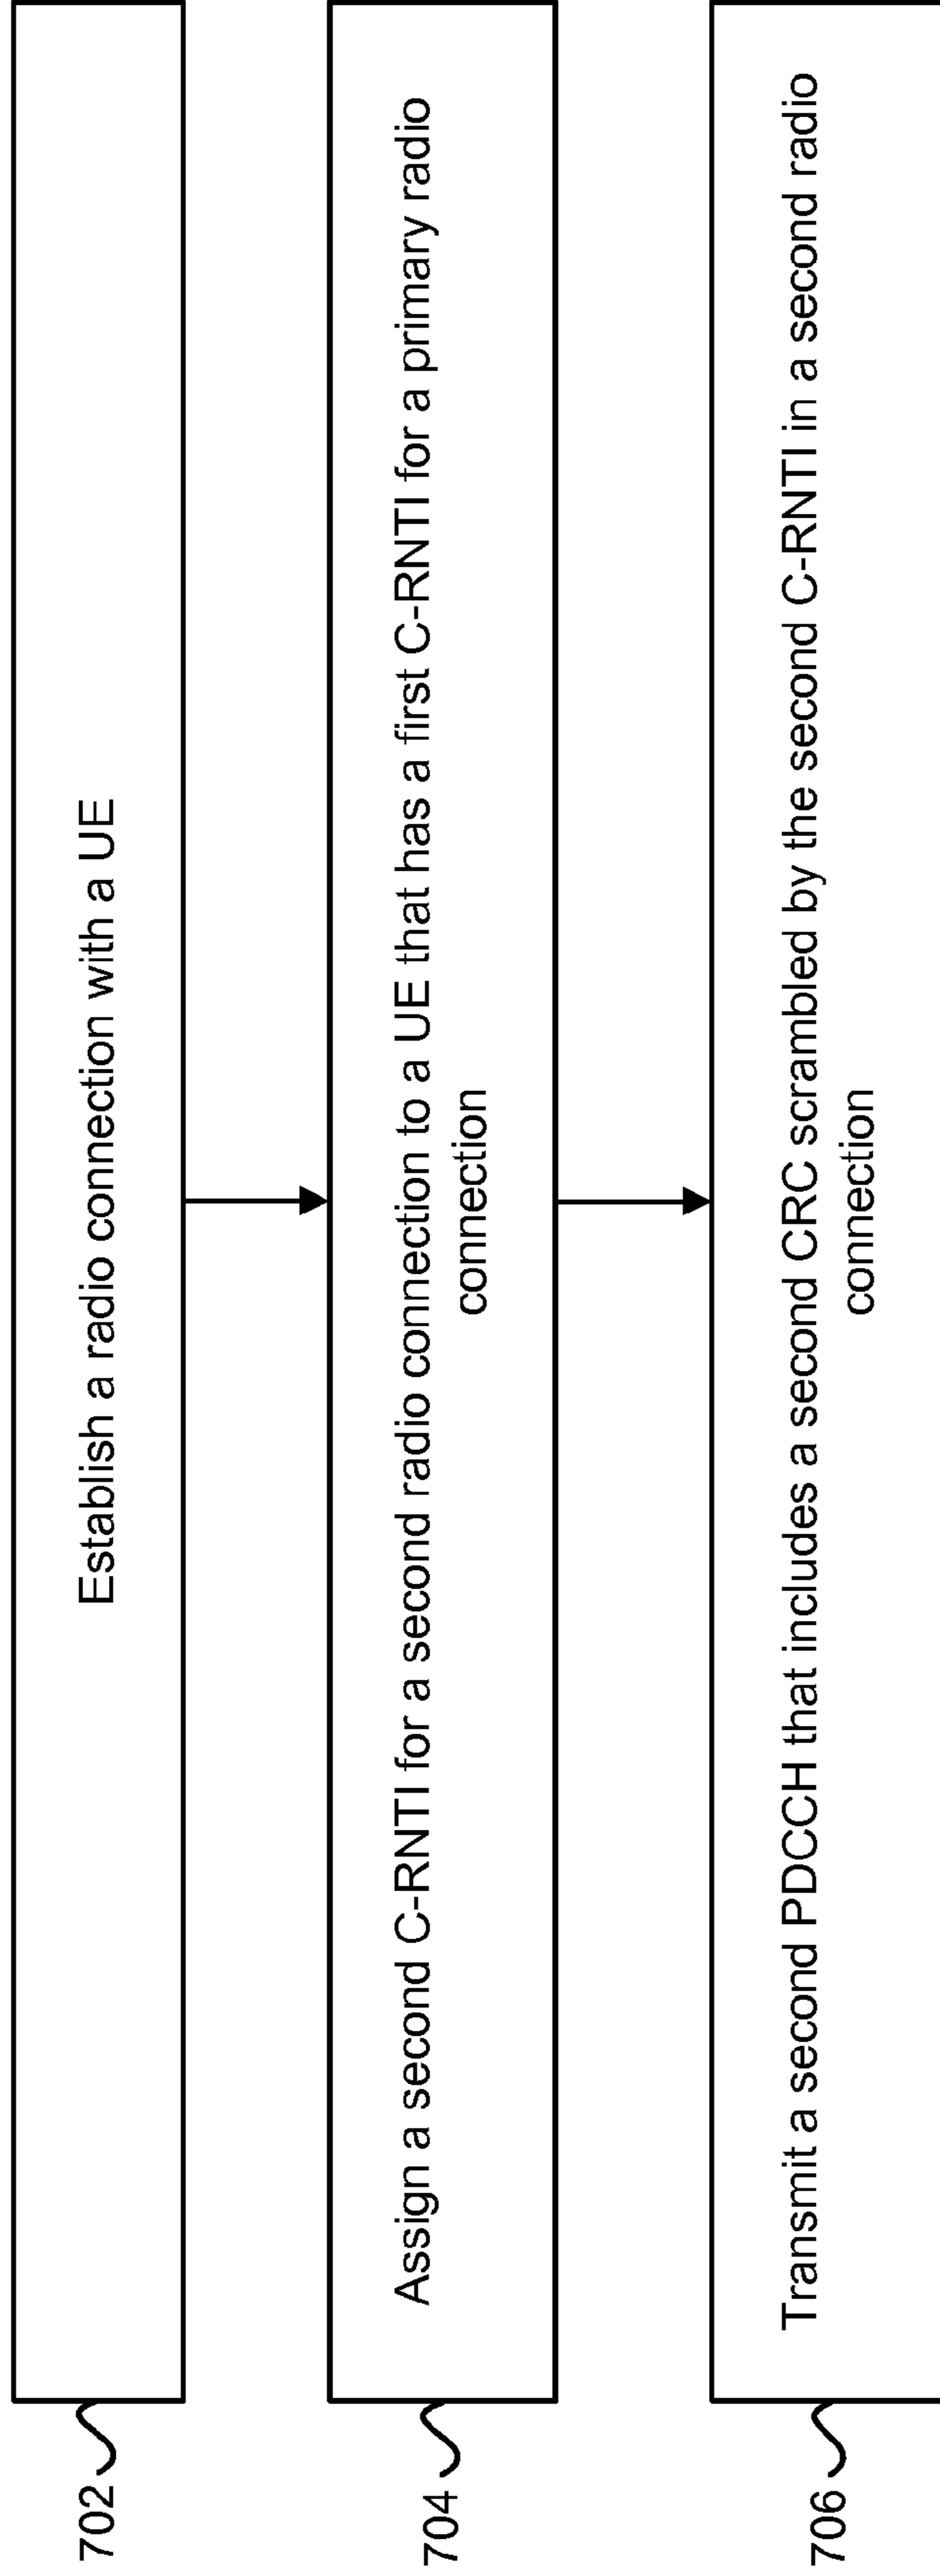 702
Establish a radio connection with a UE
704
Assign a second C-RNTI for a second radio connection to a UE that has a first C-RNTI for a primary radio
connection
706
Transmit a second PDCCH that includes a second CRC scrambled by the second C-RNTI in a second radio
connection